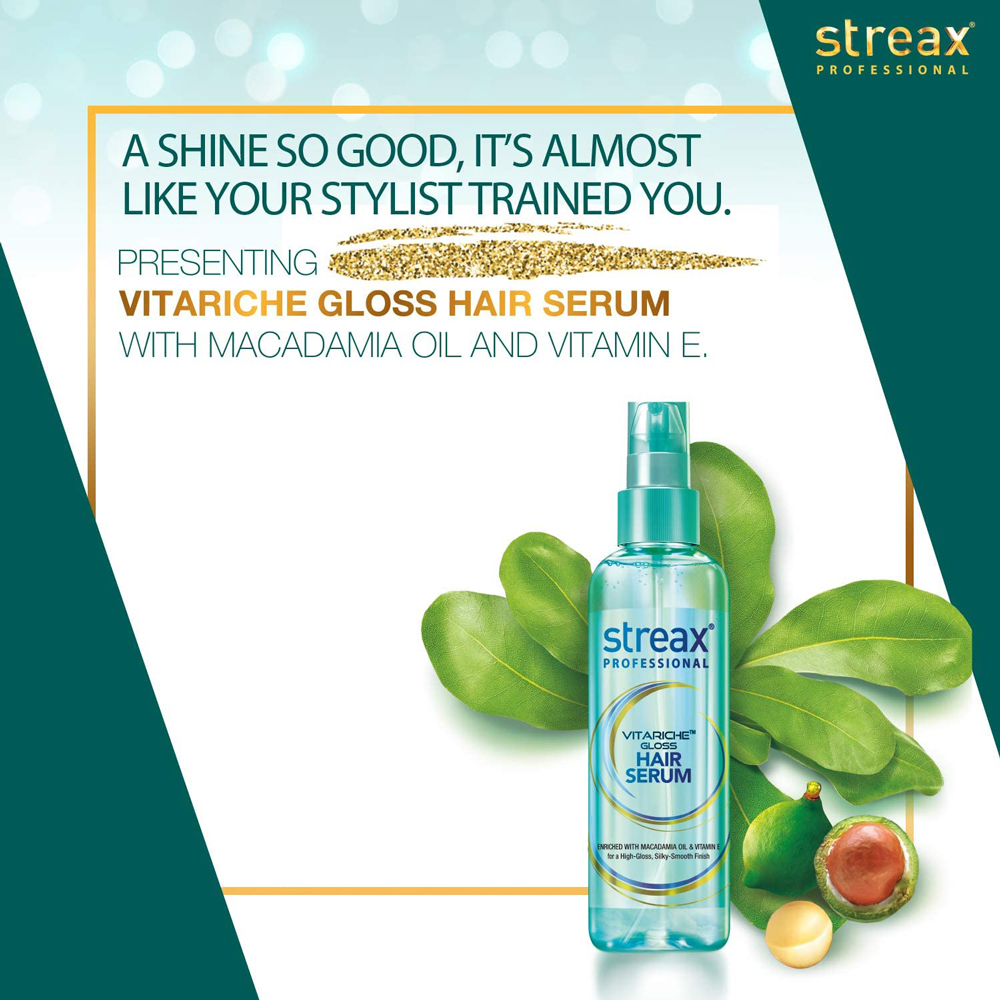 streax®
PROFESSIONAL
A SHINE SO GOOD, IT'S ALMOST
LIKE YOUR STYLIST TRAINED YOU.
PRESENTING
VITARICHE GLOSS HAIR SERUM
WITH MACADAMIA OIL AND VITAMIN E.
streax®
PROFESSIONAL
VITARICHE™
GLOSS
HAIR
SERUM
ENRICHED WITH MACADAMIA OIL & VITAMIN E
for a High-Gloss, Silky-Smooth Finish